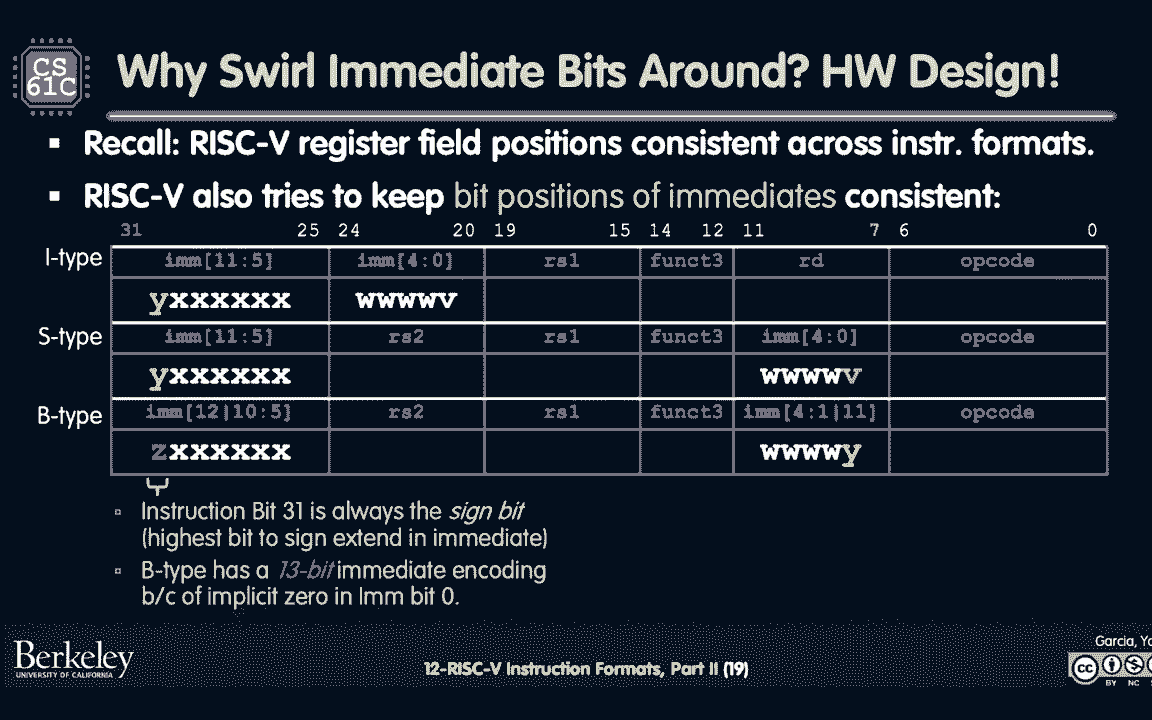 CS
61C
Why Swirl Immediate Bits Around? HW Design!
▪ Recall: RISC-V register field positions consistent across instr. formats.
▪ RISC-V also tries to keep bit positions of immediates consistent:
31 25 24 20 19 15 14 12 11 7 6 0
I-type imm[11:5] imm[4:0] rs1 funct3 rd opcode
yxxxxxx wwwwv
S-type imm[11:5] rs2 rs1 funct3 imm[4:0] opcode
yxxxxxx wwwwv
B-type imm[12|10:5] rs2 rs1 funct3 imm[4:1|11] opcode
zxxxxxx wwwwy
▫ Instruction Bit 31 is always the sign bit
(highest bit to sign extend in immediate)
▫ B-type has a 13-bit immediate encoding
b/c of implicit zero in Imm bit 0.
Berkeley
UNIVERSITY OF CALIFORNIA
12-RISC-V Instruction Formats, Part II (19)
Garcia,
cc
BY NC